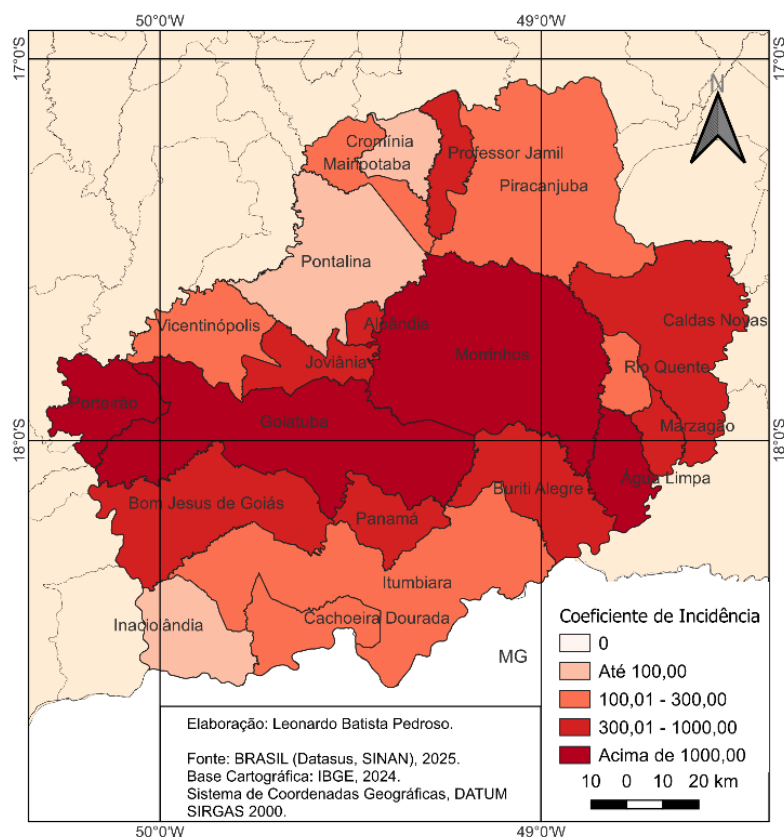 50°0'W 49°0'W
17°0'S 17°0'S
N
Cromínia
Professor Jamil
Mairipotaba
Piracanjuba
Pontalina
Caldas Novas
Vicentinópolis
Aloândia
Morrinhos
Joviânia
Rio Quente
Porteirão
Goiatuba
Marzagão
18°0'S 18°0'S
Água Limpa
Buriti Alegre
Bom Jesus de Goiás
Panamá
Itumbiara
Cachoeira Dourada
Inaciolândia
MG
Coeficiente de Incidência
0
Até 100,00
100,01 - 300,00
300,01 - 1000,00
Acima de 1000,00
10 0 10 20 km
Elaboração: Leonardo Batista Pedroso.
Fonte: BRASIL (Datasus, SINAN), 2025.
Base Cartográfica: IBGE, 2024.
Sistema de Coordenadas Geográficas, DATUM
SIRGAS 2000.
50°0'W 49°0'W